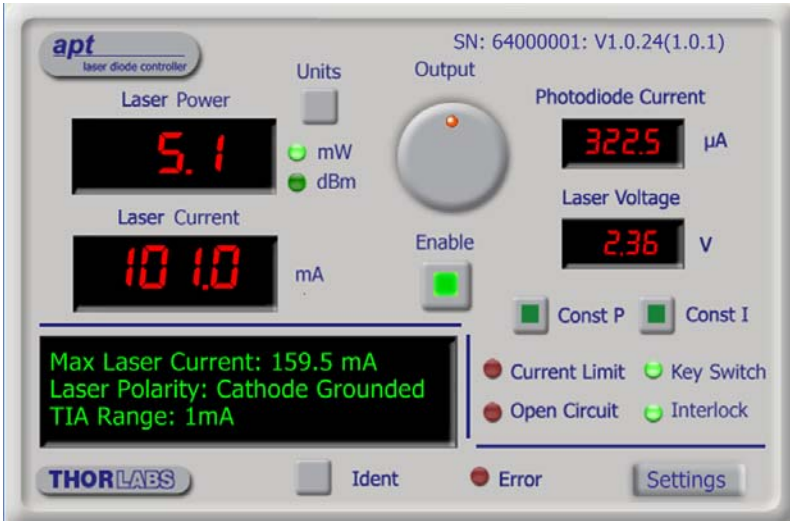 apt
laser diode controller
SN: 64000001: V1.0.24(1.0.1)
Units
Output
Laser Power
5.1
mW
dBm
Photodiode Current
322.5 µA
Laser Voltage
2.36 V
Laser Current
101.0 mA
Enable
Const P
Const I
Max Laser Current: 159.5 mA
Laser Polarity: Cathode Grounded
TIA Range: 1mA
Current Limit
Key Switch
Open Circuit
Interlock
THORLABS
Ident
Error
Settings